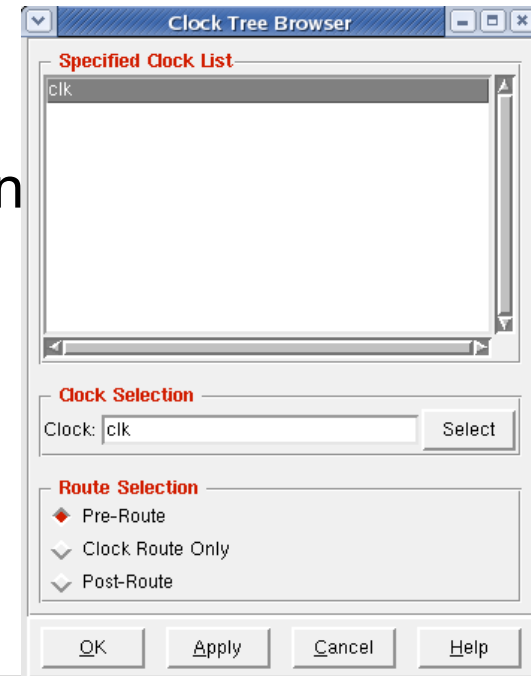 Clock Tree Browser
Specified Clock List
clk
n
Clock Selection
Clock: clk Select
Route Selection
Pre-Route
Clock Route Only
Post-Route
OK Apply Cancel Help